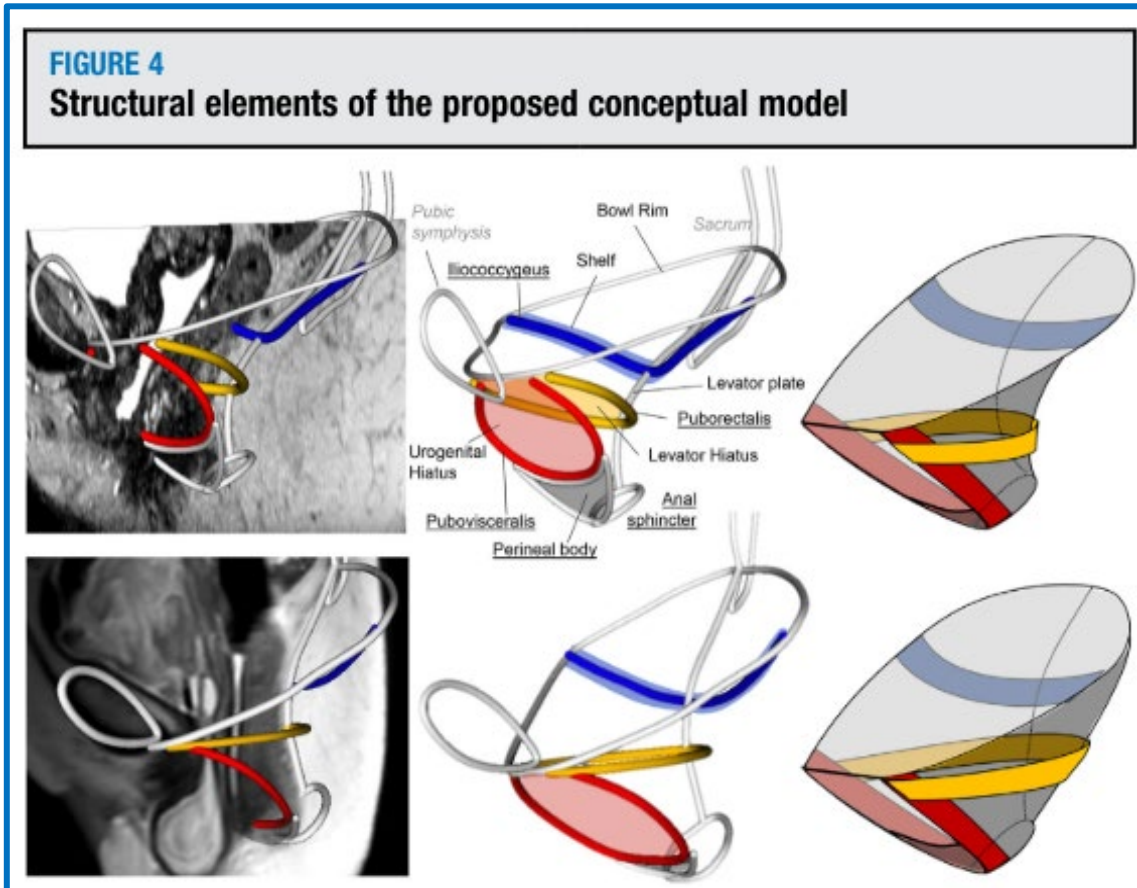 FIGURE 4
Structural elements of the proposed conceptual model
Pubic
symphysis
Bowl Rim
Sacrum
Iliococcygeus
Shelf
Levator plate
Puborectalis
Urogenital
Hiatus
Levator Hiatus
Pubovisceralis
Anal
sphincter
Perineal body